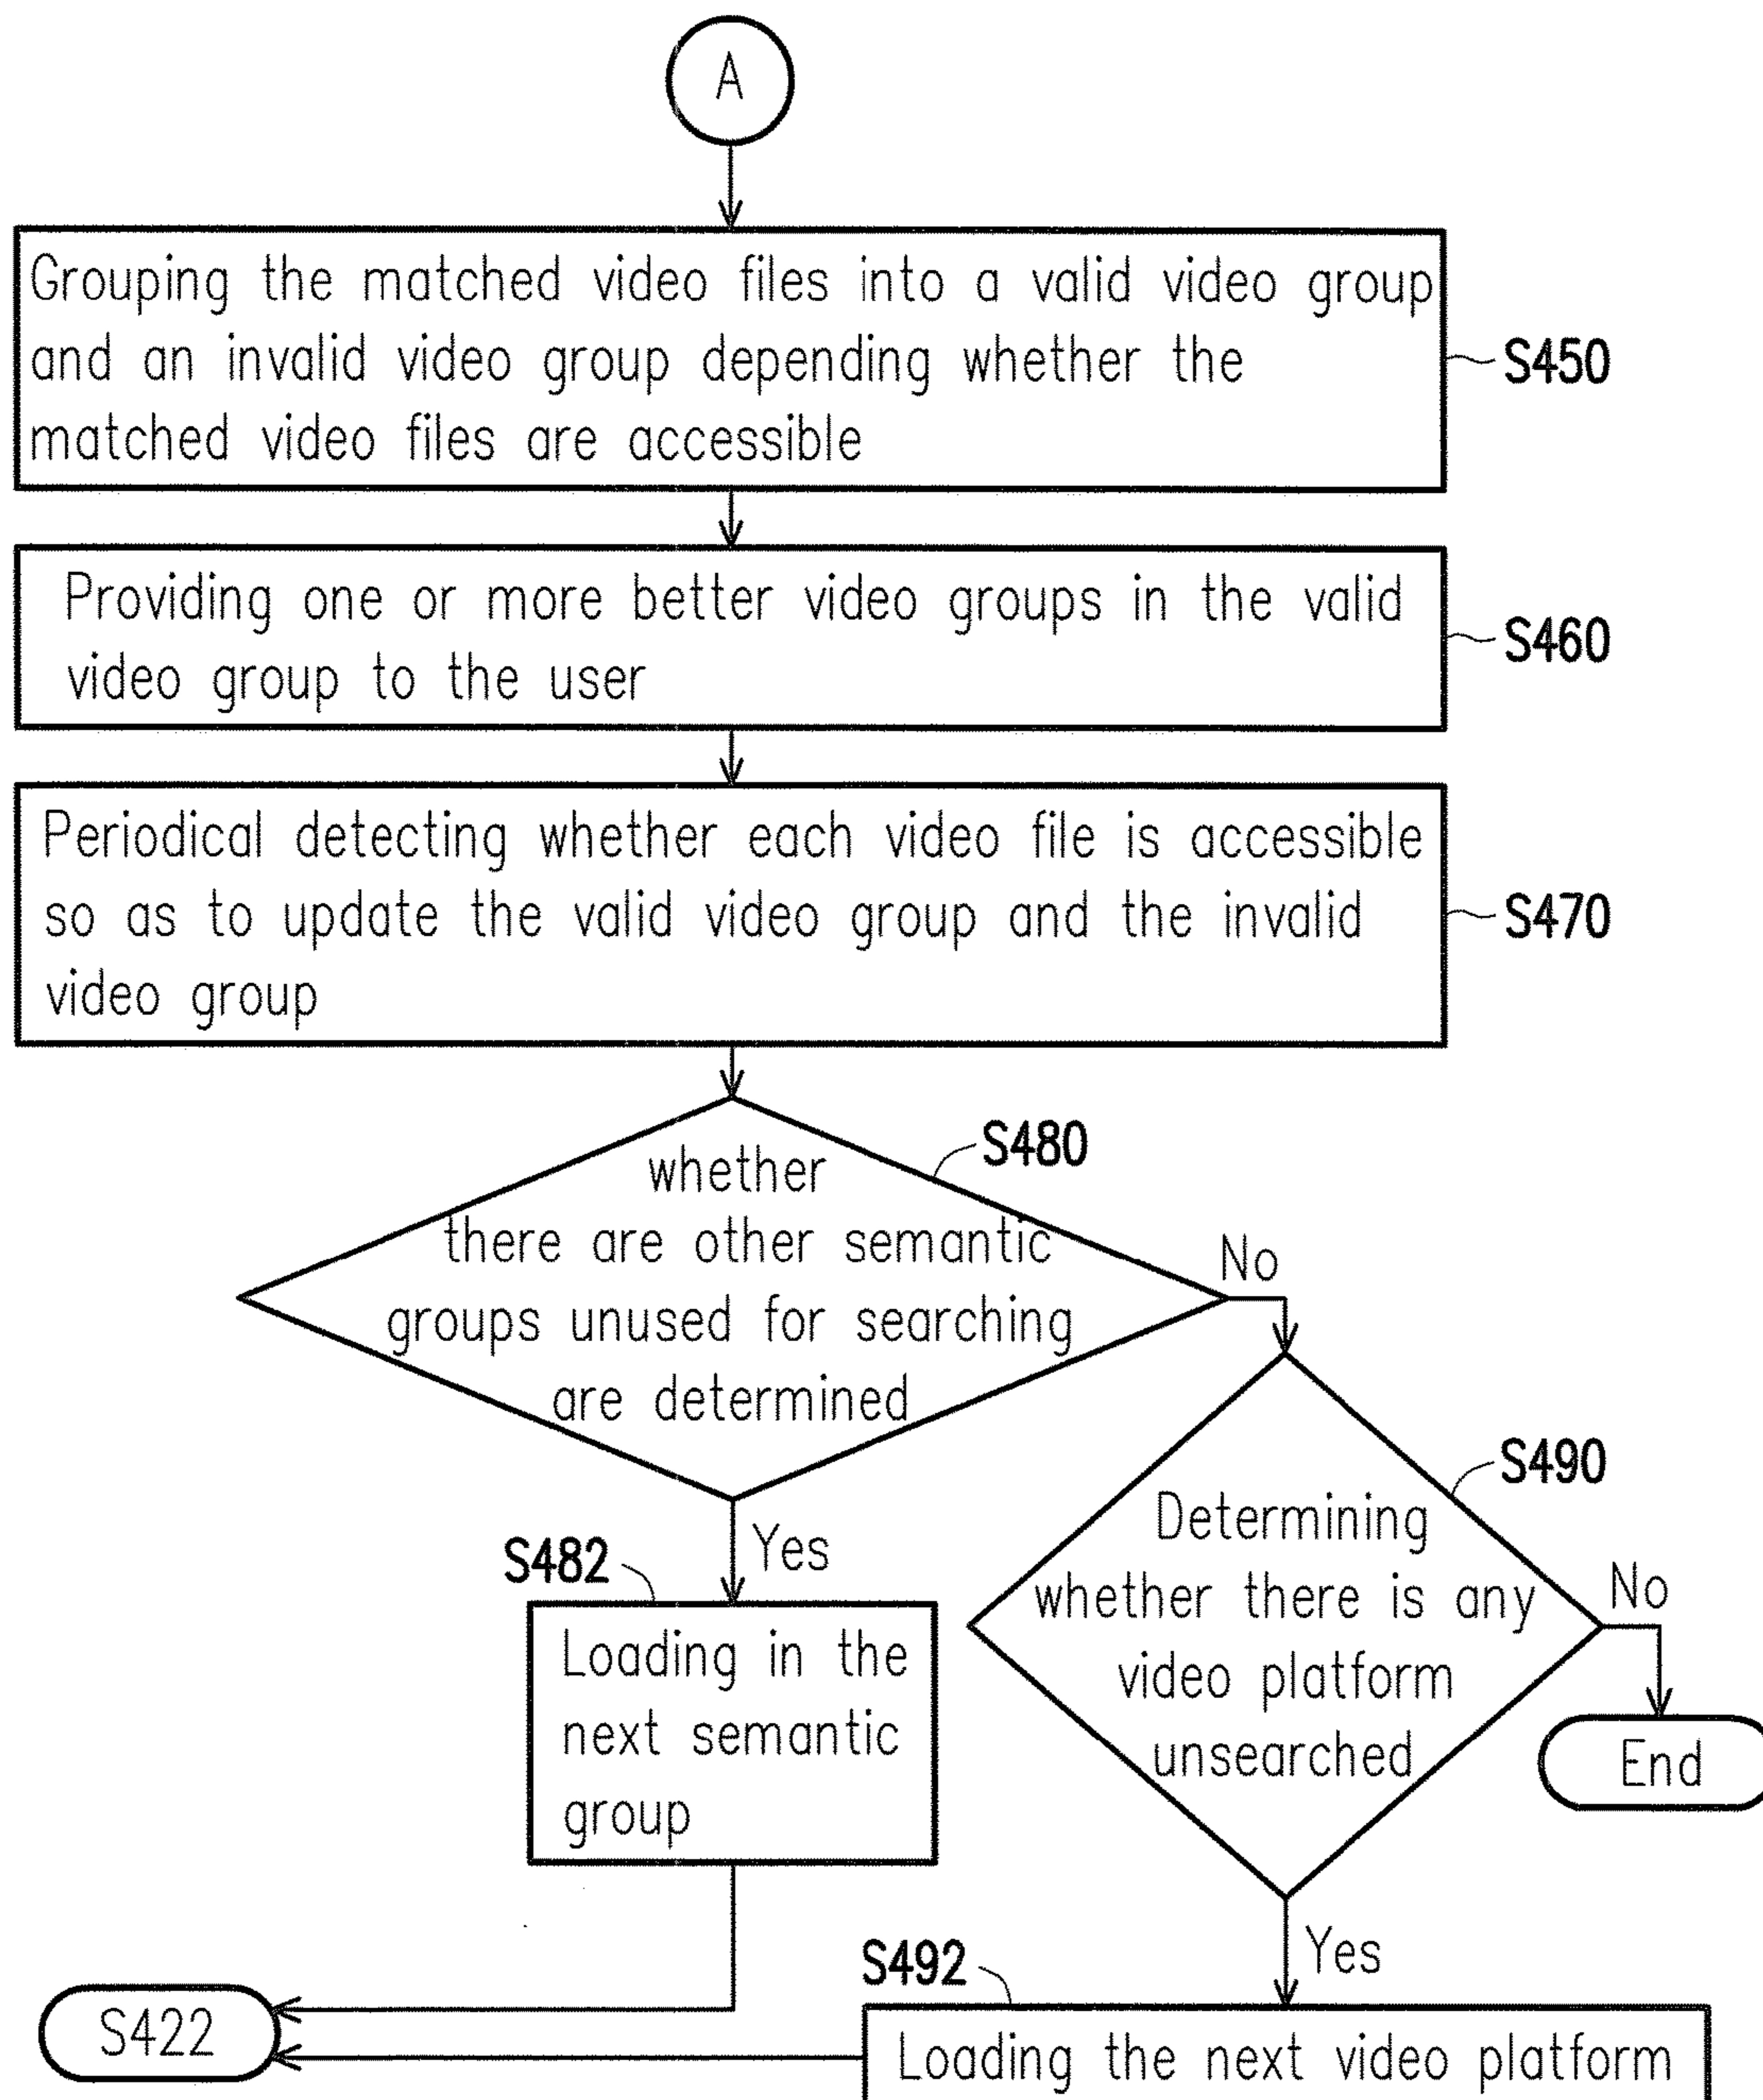 A
Grouping the matched video files into a valid video group
and an invalid video group depending whether the
matched video files are accessible
S450
Providing one or more better video groups in the valid
video group to the user
S460
Periodical detecting whether each video file is accessible
so as to update the valid video group and the invalid
video group
S470
S480
whether
there are other semantic
groups unused for searching
are determined
No
Yes
S490
Determining
whether there is any
video platform
unsearched
No
End
S482
Loading in the
next semantic
group
Yes
S492
Loading the next video platform
S422